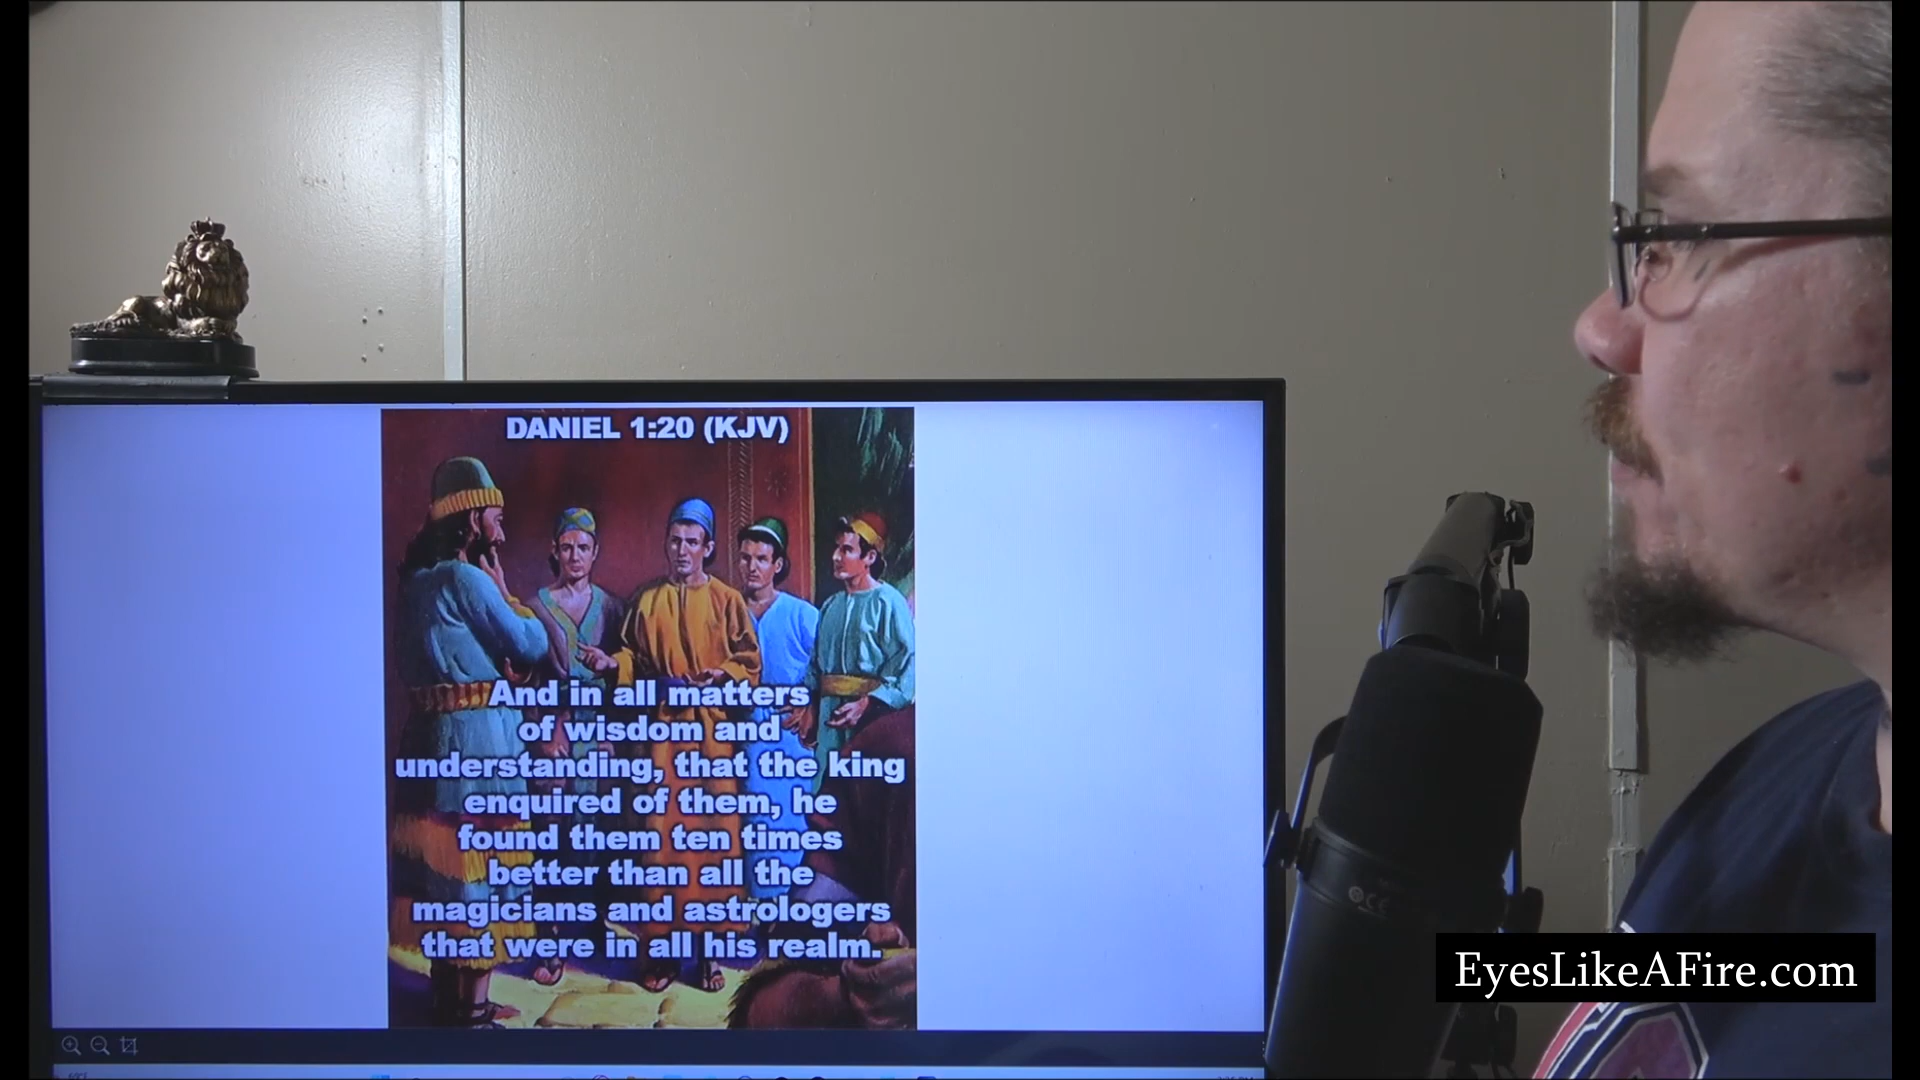 DANIEL 1:20 (KJV)
And in all matters
of wisdom and
understanding, that the king
enquired of them, he
found them ten times
better than all the
magicians and astrologers
that were in all his realm.
EyesLikeAFire.com